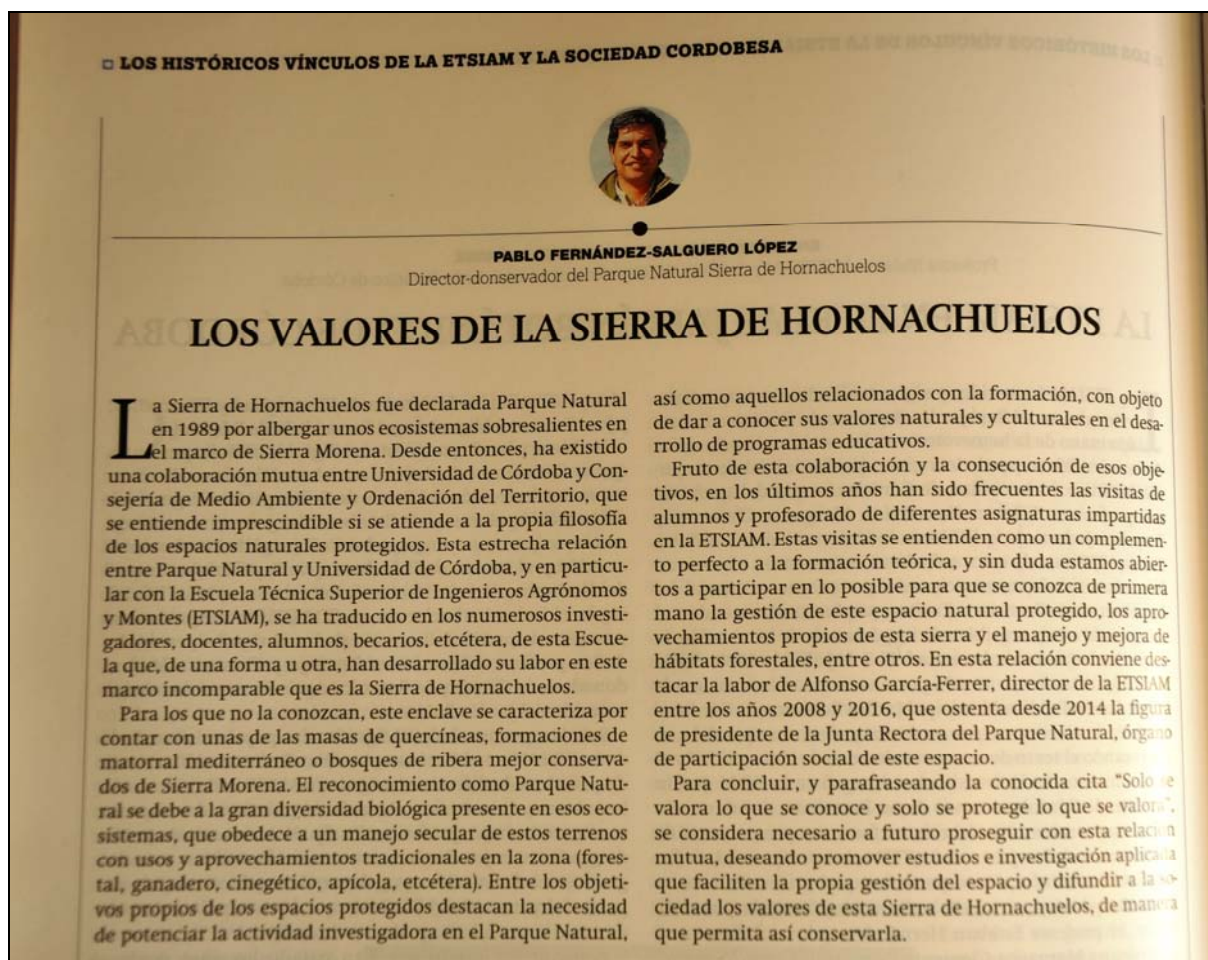 LOS HISTÓRICOS VÍNCULOS DE LA ETSIAM Y LA SOCIEDAD CORDOBESA
PABLO FERNÁNDEZ-SALGUERO LÓPEZ
Director-donservador del Parque Natural Sierra de Hornachuelos
LOS VALORES DE LA SIERRA DE HORNACHUELOS
La Sierra de Hornachuelos fue declarada Parque Natural
en 1989 por albergar unos ecosistemas sobresalientes en
el marco de Sierra Morena. Desde entonces, ha existido
una colaboración mutua entre Universidad de Córdoba y Con-
sejería de Medio Ambiente y Ordenación del Territorio, que
se entiende imprescindible si se atiende a la propia filosofía
de los espacios naturales protegidos. Esta estrecha relación
entre Parque Natural y Universidad de Córdoba, y en particu-
lar con la Escuela Técnica Superior de Ingenieros Agrónomos
y Montes (ETSIAM), se ha traducido en los numerosos investi-
gadores, docentes, alumnos, becarios, etcétera, de esta Escue-
la que, de una forma u otra, han desarrollado su labor en este
marco incomparable que es la Sierra de Hornachuelos.
Para los que no la conozcan, este enclave se caracteriza por
contar con unas de las masas de quercíneas, formaciones de
matorral mediterráneo o bosques de ribera mejor conserva-
dos de Sierra Morena. El reconocimiento como Parque Natu-
ral se debe a la gran diversidad biológica presente en esos eco-
sistemas, que obedece a un manejo secular de estos terrenos
con usos y aprovechamientos tradicionales en la zona (fores-
tal, ganadero, cinegético, apícola, etcétera). Entre los objeti-
vos propios de los espacios protegidos destacan la necesidad
de potenciar la actividad investigadora en el Parque Natural,
así como aquellos relacionados con la formación, con objeto
de dar a conocer sus valores naturales y culturales en el desa-
rrollo de programas educativos.
Fruto de esta colaboración y la consecución de esos obje-
tivos, en los últimos años han sido frecuentes las visitas de
alumnos y profesorado de diferentes asignaturas impartidas
en la ETSIAM. Estas visitas se entienden como un complemen-
to perfecto a la formación teórica, y sin duda estamos abier-
tos a participar en lo posible para que se conozca de primera
mano la gestión de este espacio natural protegido, los apro-
vechamientos propios de esta sierra y el manejo y mejora de
hábitats forestales, entre otros. En esta relación conviene des-
tacar la labor de Alfonso García-Ferrer, director de la ETSIAM
entre los años 2008 y 2016, que ostenta desde 2014 la figura
de presidente de la Junta Rectora del Parque Natural, órgano
de participación social de este espacio.
Para concluir, y parafraseando la conocida cita "Solo se
valora lo que se conoce y solo se protege lo que se valora",
se considera necesario a futuro proseguir con esta relación
mutua, deseando promover estudios e investigación aplicada
que faciliten la propia gestión del espacio y difundir a la so-
ciedad los valores de esta Sierra de Hornachuelos, de manera
que permita así conservarla.